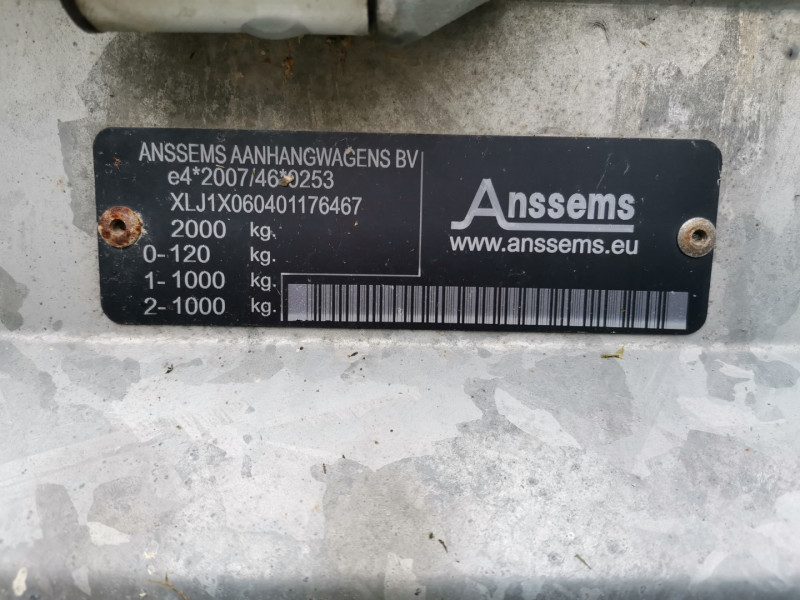 ANSSEMS AANHANGWAGENS BV
e4*2007/46*0253
XLJ1X060401176467
2000 kg.
0-120 kg.
1-1000 kg.
2-1000 kg.
Anssems
www.anssems.eu